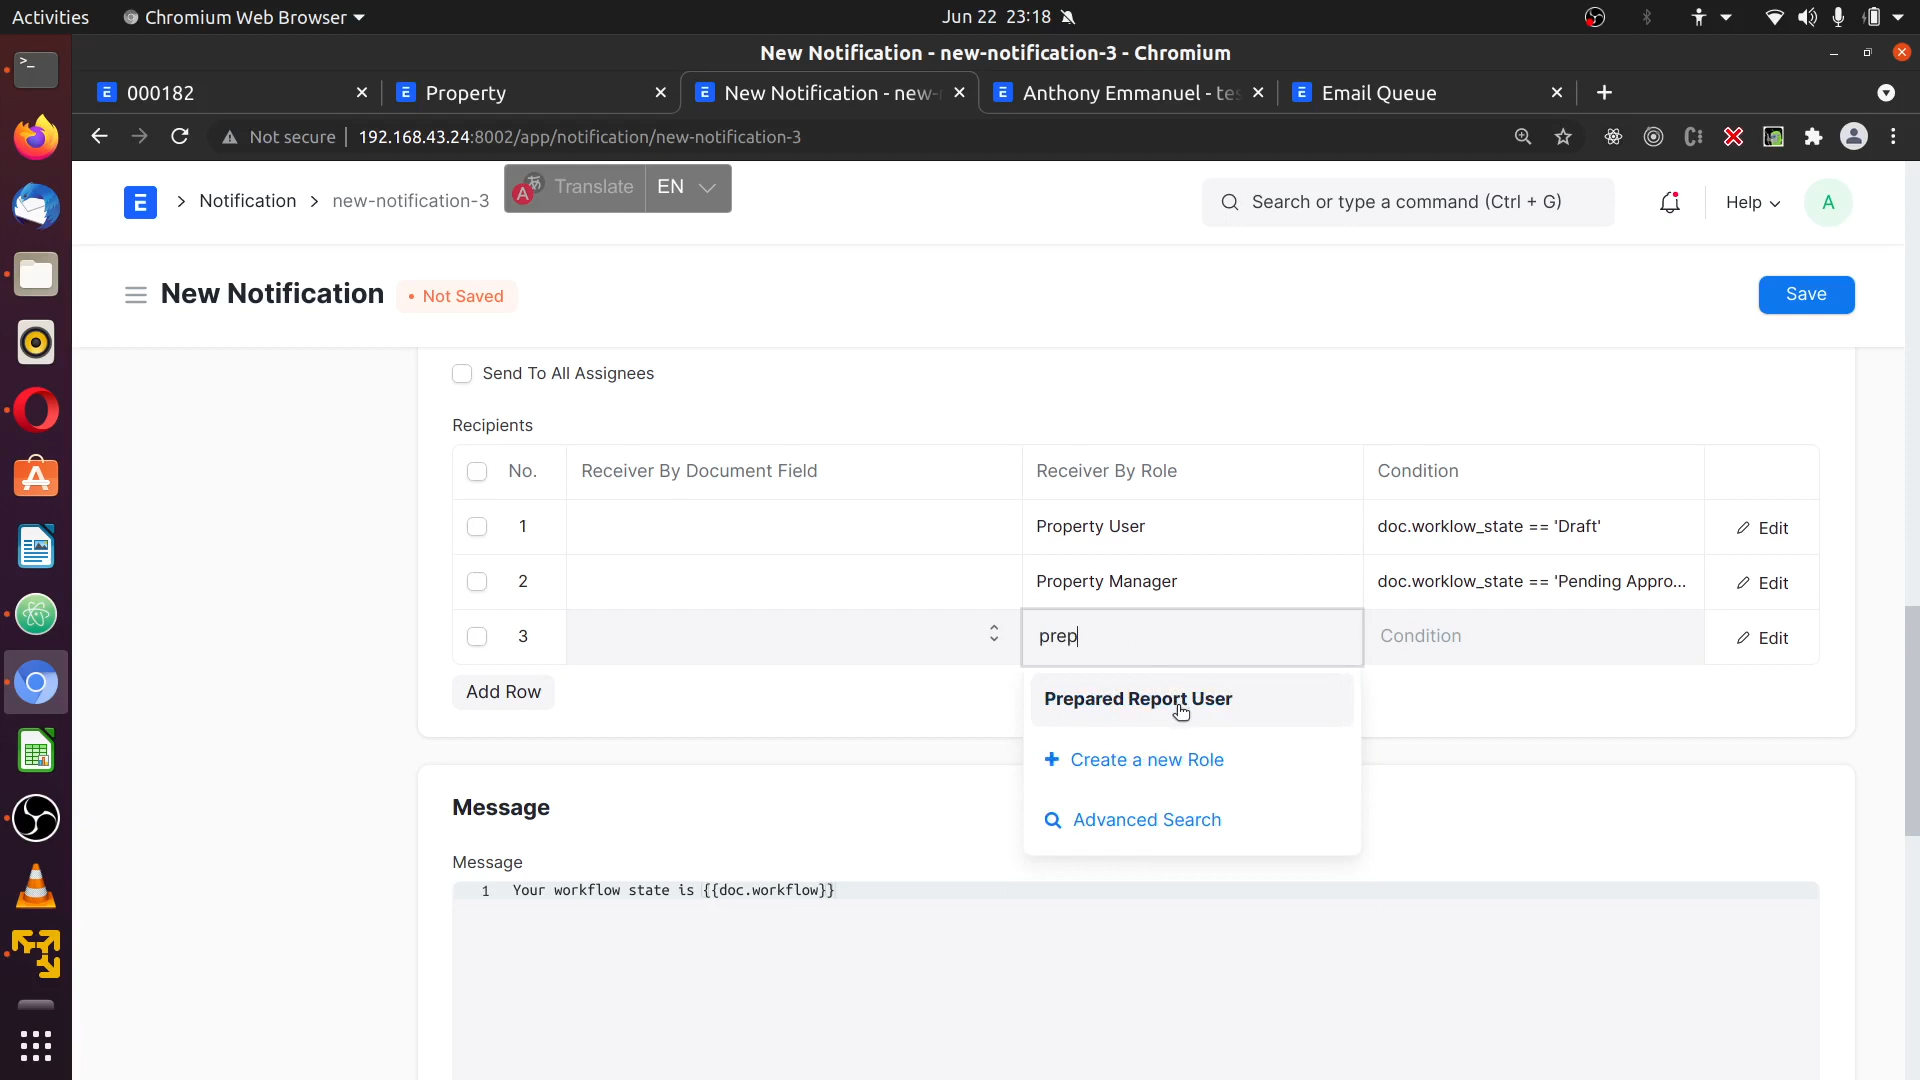 Activities
Chromium Web Browser
Jun 22 23:18
New Notification - new-notification-3 - Chromium
000182
Property
New Notification - new-
Anthony Emmanuel - tes
Email Queue
Not secure
192.168.43.24:8002/app/notification/new-notification-3
E
Notification
new-notification-3
Translate
EN
Search or type a command (Ctrl + G)
Help
A
New Notification
• Not Saved
Save
Send To All Assignees
Recipients
No.
Receiver By Document Field
Receiver By Role
Condition
1
Property User
doc.worklow_state == 'Draft'
Edit
2
Property Manager
doc.worklow_state == 'Pending Appro...
Edit
3
prep
Condition
Edit
Add Row
Prepared Report User
Create a new Role
Advanced Search
Message
Message
1 Your workflow state is {{doc.workflow}}